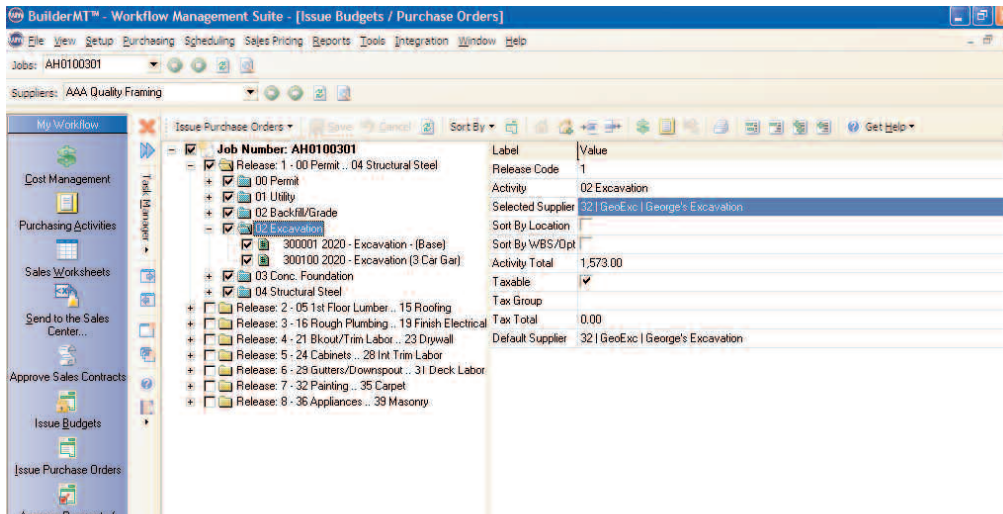 BuilderMT™ - Workflow Management Suite - [Issue Budgets / Purchase Orders]
File View Setup Purchasing Scheduling Sales Pricing Reports Tools Integration Window Help
Jobs: AH0100301
Suppliers: AAA Quality Framing
My Workflow
Cost Management
Purchasing Activities
Sales Worksheets
Send to the Sales
Center...
Approve Sales Contracts
Issue Budgets
Issue Purchase Orders
Task Manager
Issue Purchase Orders Save Cancel Sort By Get Help
Job Number: AH0100301
Release: 1 - 00 Permit .. 04 Structural Steel
00 Permit
01 Utility
02 Backfill/Grade
02 Excavation
300001 2020 - Excavation - (Base)
300100 2020 - Excavation (3 Car Gar)
03 Conc. Foundation
04 Structural Steel
Release: 2 - 05 1st Floor Lumber .. 15 Roofing
Release: 3 - 16 Rough Plumbing .. 19 Finish Electrical
Release: 4 - 21 Bkout/Trim Labor .. 23 Drywall
Release: 5 - 24 Cabinets .. 28 Int Trim Labor
Release: 6 - 29 Gutters/Downspout .. 31 Deck Labor
Release: 7 - 32 Painting .. 35 Carpet
Release: 8 - 36 Appliances .. 39 Masonry
Label Value
Release Code 1
Activity 02 Excavation
Selected Supplier 32 | GeoExc | George's Excavation
Sort By Location
Sort By WBS/Opt
Activity Total 1,573.00
Taxable
Tax Group
Tax Total 0.00
Default Supplier 32 | GeoExc | George's Excavation